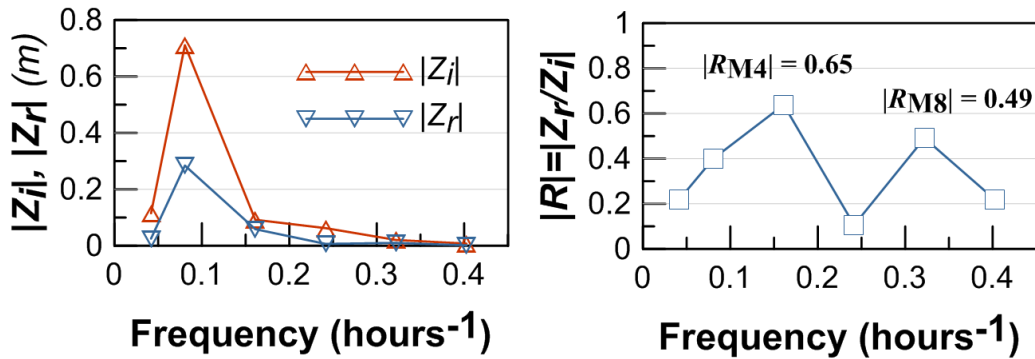 |Zi|, |Zr| (m)
0.8
0.6
0.4
0.2
0
|Zi|
|Zr|
0 0.1 0.2 0.3 0.4
Frequency (hours-1)
|R|=|Zr/Zi|
1
0.8
0.6
0.4
0.2
0
|RM4| = 0.65
|RM8| = 0.49
0 0.1 0.2 0.3 0.4
Frequency (hours-1)